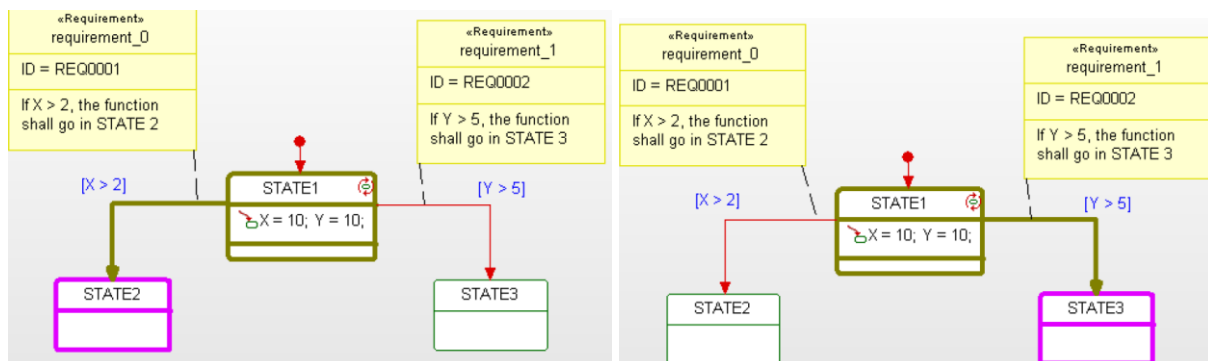 «Requirement»
requirement_0
ID = REQ0001
If X > 2, the function
shall go in STATE 2
«Requirement»
requirement_1
ID = REQ0002
If Y > 5, the function
shall go in STATE 3
[X > 2]
[Y > 5]
STATE1
X = 10; Y = 10;
STATE2
STATE3
«Requirement»
requirement_0
ID = REQ0001
If X > 2, the function
shall go in STATE 2
«Requirement»
requirement_1
ID = REQ0002
If Y > 5, the function
shall go in STATE 3
[X > 2]
[Y > 5]
STATE1
X = 10; Y = 10;
STATE2
STATE3